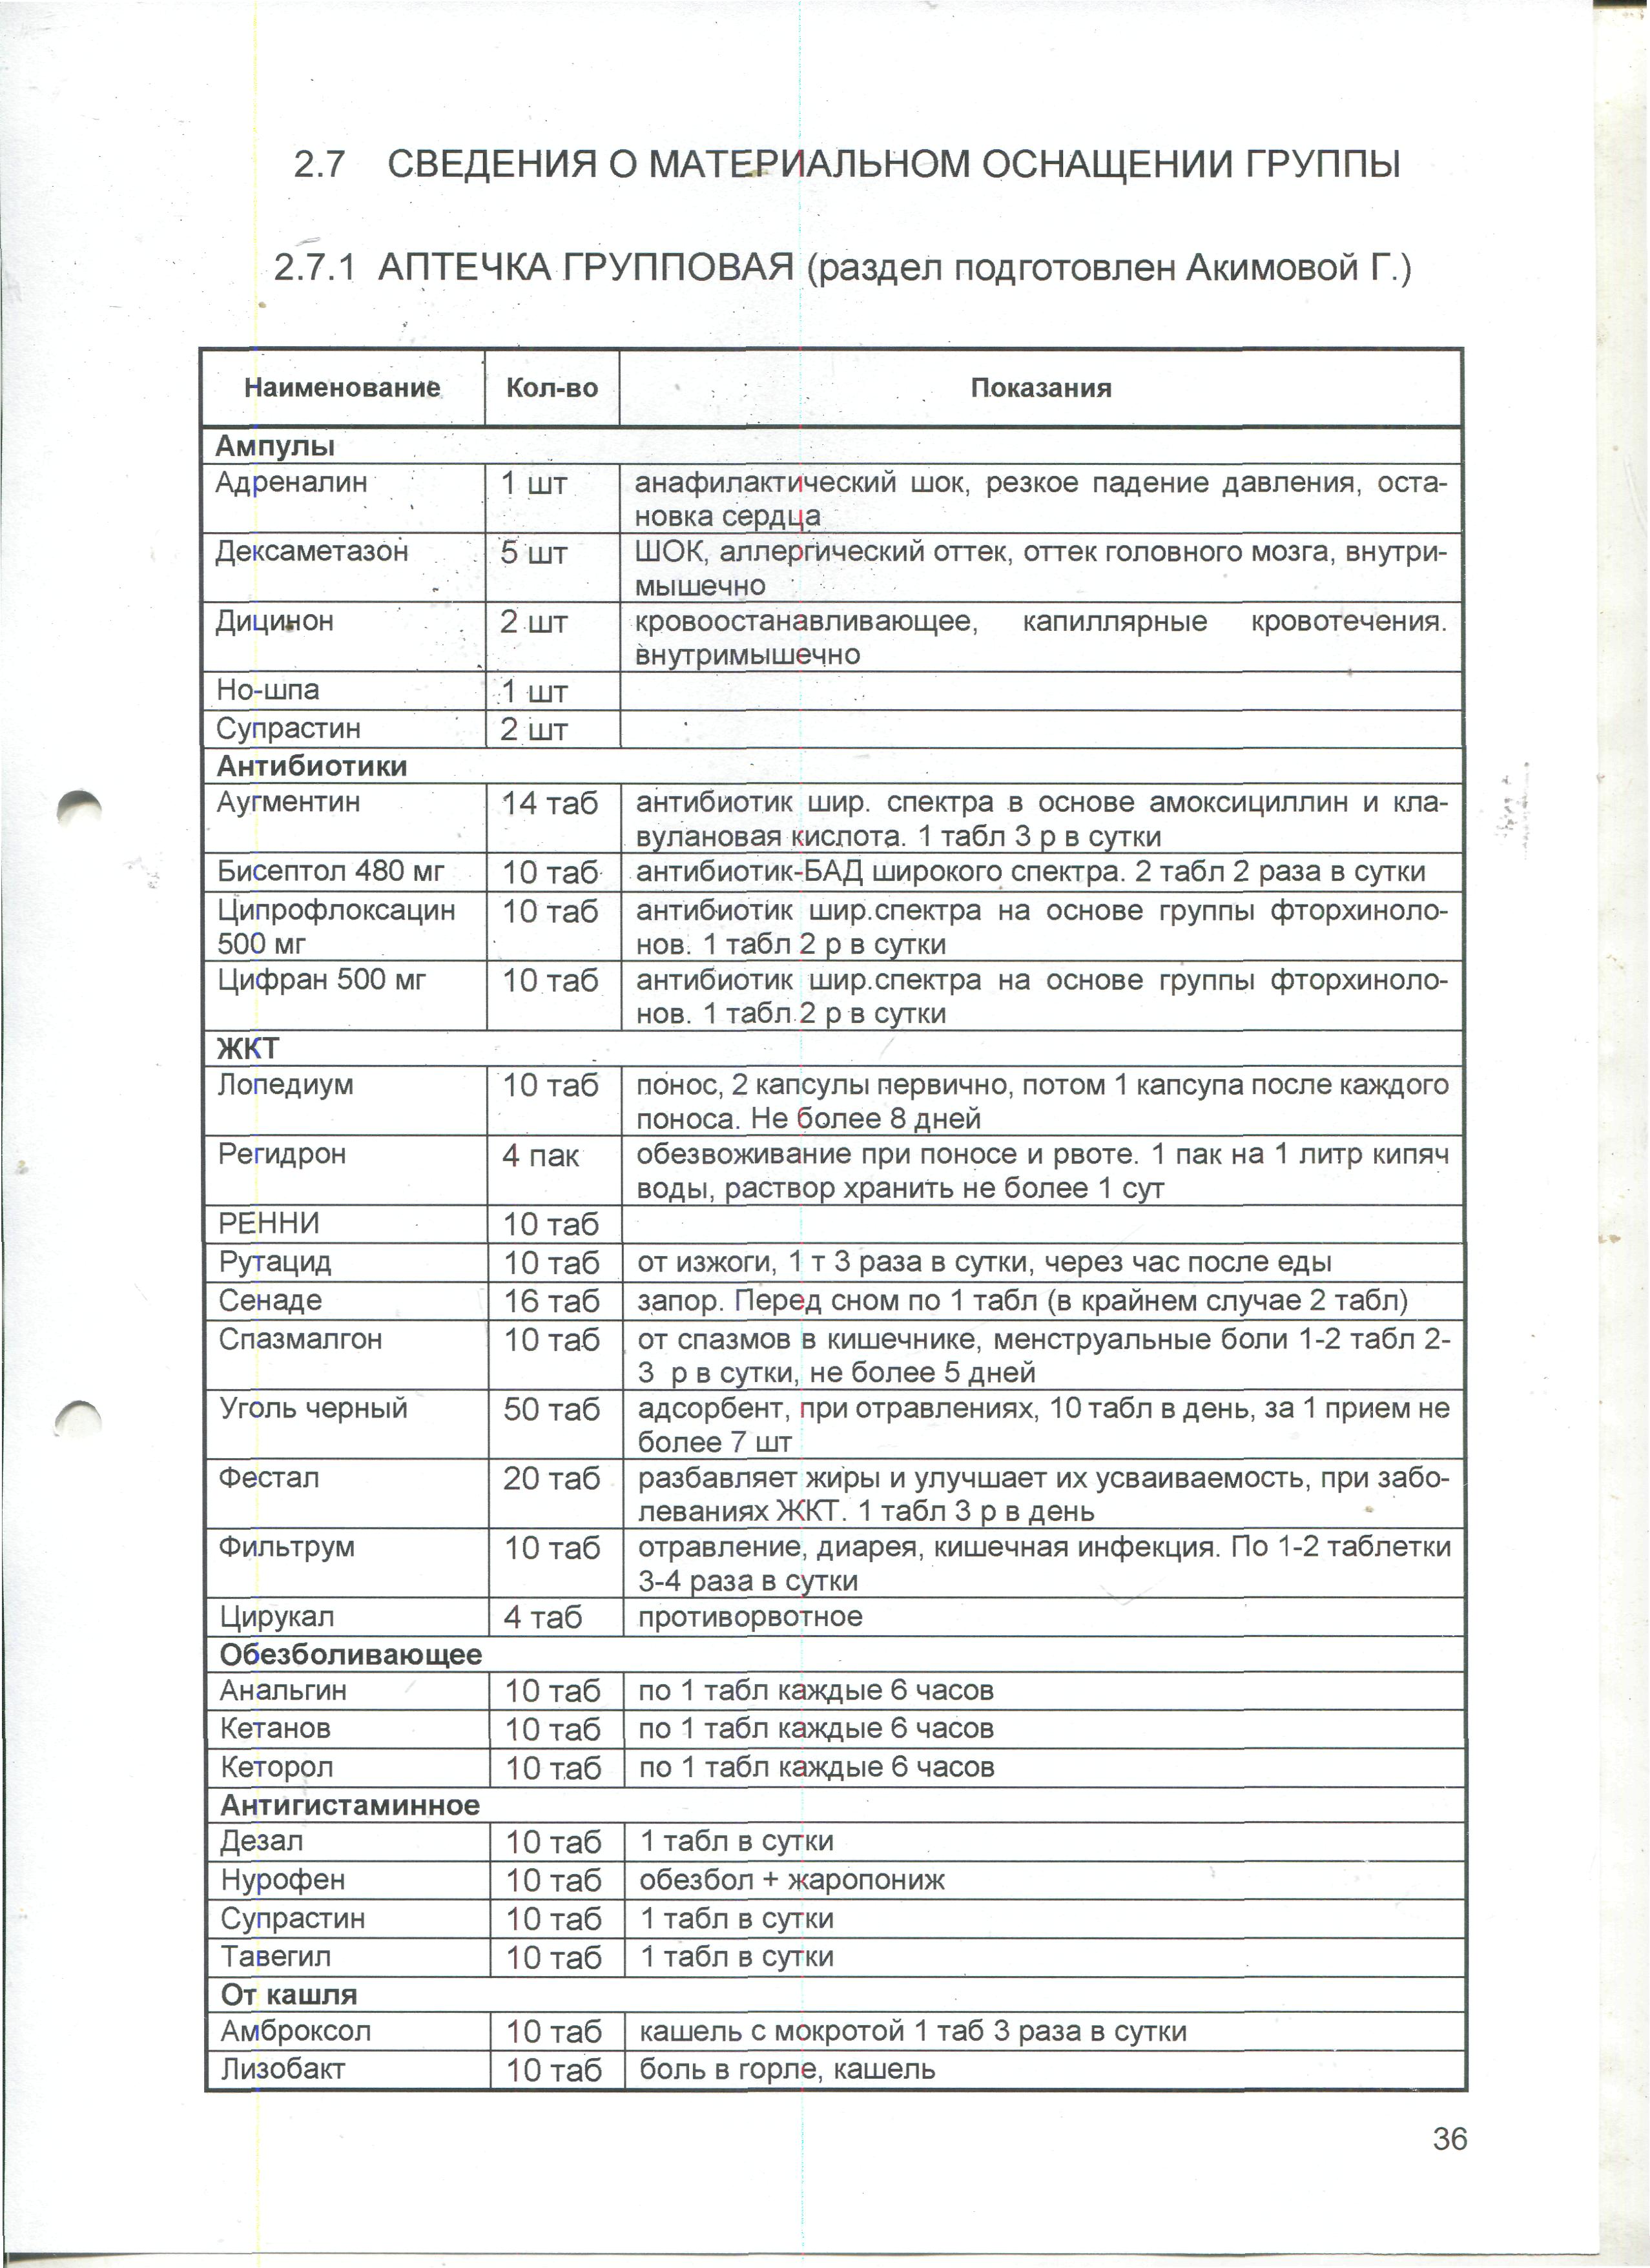 2.7 СВЕДЕНИЯ О МАТЕРИАЛЬНОМ ОСНАЩЕНИИ ГРУППЫ
2.7.1 АПТЕЧКА ГРУППОВАЯ (раздел подготовлен Акимовой Г.)
Наименование Кол-во Показания
Ампулы
Адреналин 1 шт анафилактический шок, резкое падение давления, оста-
новка сердца
Дексаметазон 5 шт ШОК, аллергический оттек, оттек головного мозга, внутри-
мышечно
Дицинон 2 шт кровоостанавливающее, капиллярные кровотечения.
внутримышечно
Но-шпа 1 шт
Супрастин 2 шт
Антибиотики
Аугментин 14 таб антибиотик шир. спектра в основе амоксициллин и кла-
вулановая кислота. 1 табл 3 р в сутки
Бисептол 480 мг 10 таб антибиотик-БАД широкого спектра. 2 табл 2 раза в сутки
Ципрофлоксацин 10 таб антибиотик шир.спектра на основе группы фторхиноло-
500 мг нов. 1 табл 2 р в сутки
Цифран 500 мг 10 таб антибиотик шир.спектра на основе группы фторхиноло-
нов. 1 табл 2 р в сутки
ЖКТ
Лопедиум 10 таб понос, 2 капсулы первично, потом 1 капсупа после каждого
поноса. Не более 8 дней
Регидрон 4 пак обезвоживание при поносе и рвоте. 1 пак на 1 литр кипяч
воды, раствор хранить не более 1 сут
РЕННИ 10 таб
Рутацид 10 таб от изжоги, 1 т 3 раза в сутки, через час после еды
Сенаде 16 таб запор. Перед сном по 1 табл (в крайнем случае 2 табл)
Спазмалгон 10 таб от спазмов в кишечнике, менструальные боли 1-2 табл 2-
3 р в сутки, не более 5 дней
Уголь черный 50 таб адсорбент, при отравлениях, 10 табл в день, за 1 прием не
более 7 шт
Фестал 20 таб разбавляет жиры и улучшает их усваиваемость, при забо-
леваниях ЖКТ. 1 табл 3 р в день
Фильтрум 10 таб отравление, диарея, кишечная инфекция. По 1-2 таблетки
3-4 раза в сутки
Цирукал 4 таб противорвотное
Обезболивающее
Анальгин 10 таб по 1 табл каждые 6 часов
Кетанов 10 таб по 1 табл каждые 6 часов
Кеторол 10 таб по 1 табл каждые 6 часов
Антигистаминное
Дезал 10 таб 1 табл в сутки
Нурофен 10 таб обезбол + жаропониж
Супрастин 10 таб 1 табл в сутки
Тавегил 10 таб 1 табл в сутки
От кашля
Амброксол 10 таб кашель с мокротой 1 таб 3 раза в сутки
Лизобакт 10 таб боль в горле, кашель
36